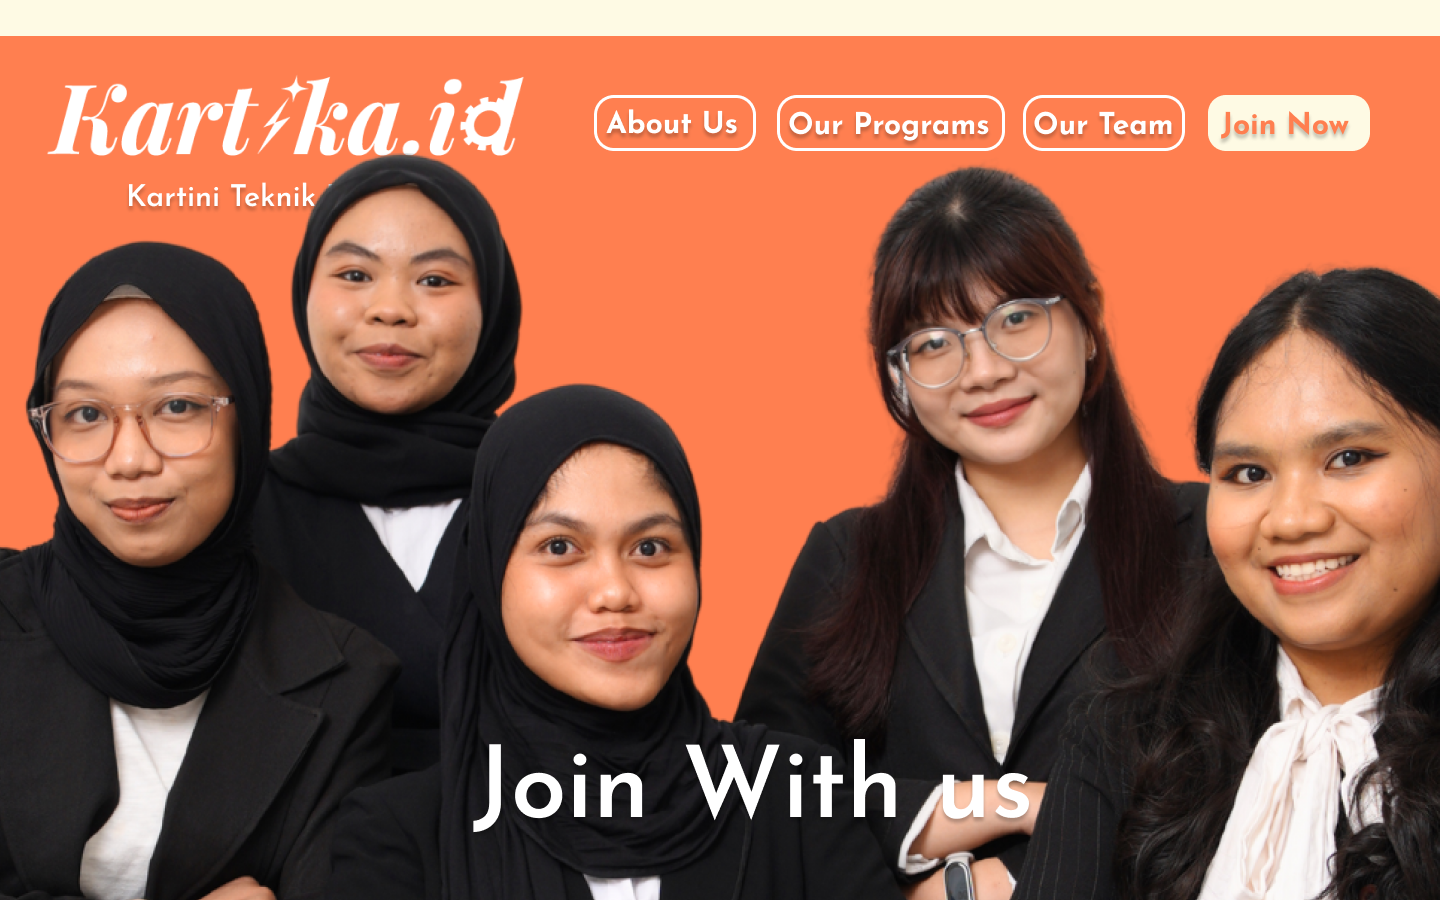 Kartika.id
About Us
Our Programs
Our Team
Join Now
Kartini Teknik
Join With us